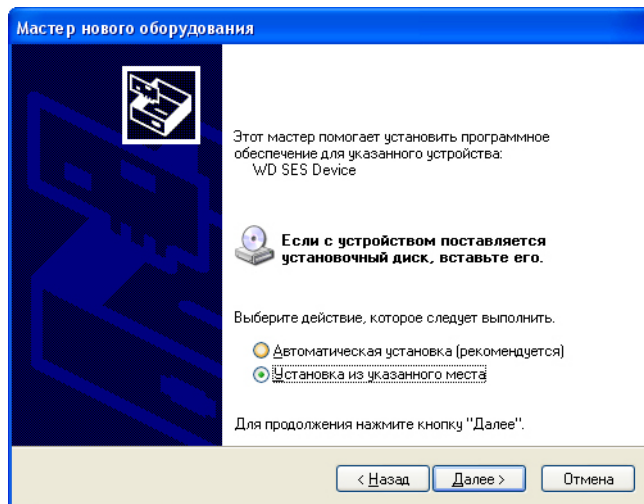 Мастер нового оборудования
Этот мастер помогает установить программное
обеспечение для указанного устройства:
WD SES Device
Если с устройством поставляется
установочный диск, вставьте его.
Выберите действие, которое следует выполнить.
Автоматическая установка (рекомендуется)
Установка из указанного места
Для продолжения нажмите кнопку "Далее".
< Назад
Далее >
Отмена